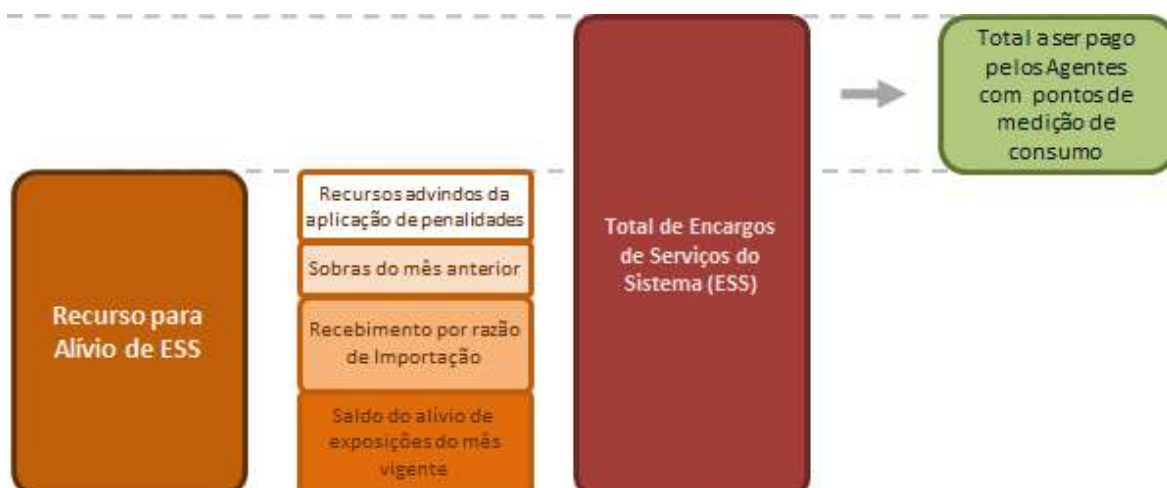 Recurso para
Alívio de ESS
Recursos advindos da
aplicação de penalidades
Sobras do mês anterior
Recebimento por razão
de Importação
Saldo do alívio de
exposições do mês
vigente
Total de Encargos
de Serviços do
Sistema (ESS)
Total a ser pago
pelos Agentes
com pontos de
medição de
consumo